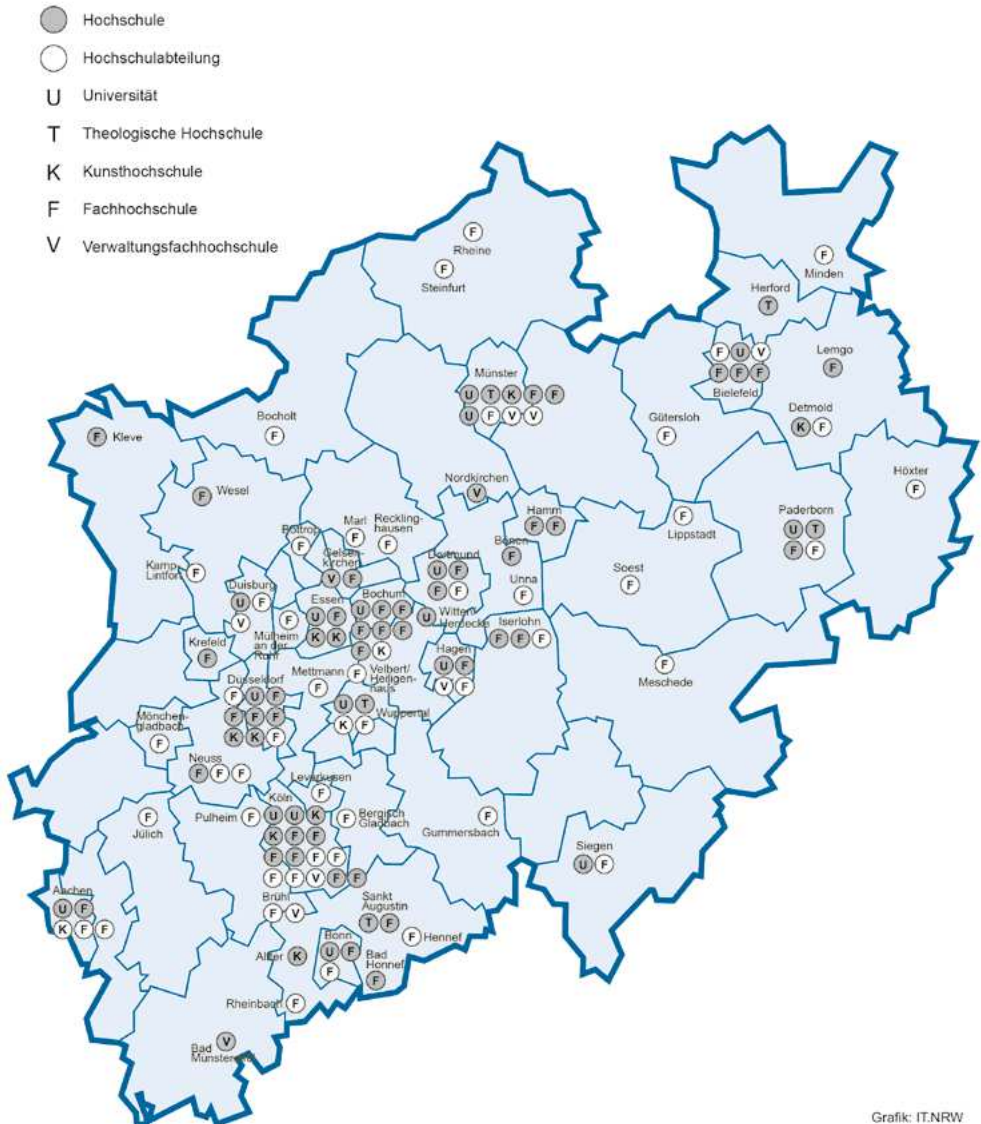 Hochschule
Hochschulabteilung
U Universität
T Theologische Hochschule
K Kunsthochschule
F Fachhochschule
V Verwaltungsfachhochschule
F
Rheine
F
Steinfurt
F
Minden
Herford
T
F U V
F F F
Bielefeld
Lemgo
F
Münster
U T K F F
U F V V
Detmold
K F
Gütersloh
F
Bocholt
F
F Kleve
Höxter
F
F Wesel
Nordkirchen
V
Hamm
F F
F
Lippstadt
Paderborn
U T
F F
Bottrop
F
Marl
F
Reckling-
hausen
F
Gelsen-
kirchen
V F
Bönen
F
Dortmund
U F
F F
Unna
F
Soest
F
Kamp-
Lintfort F
Duisburg
U F
V
F
Mülheim
an der
Ruhr
Essen
U F
K K
Bochum
U F F
F F F
F K
U Witten/
Herdecke
Iserlohn
F F F
Krefeld
F
Hagen
U F
V F
F
Meschede
Mettmann
F
F Velbert/
Heiligen-
haus
Düsseldorf
F U F
F F F
K K F
U T
K F
Wuppertal
Mönchen-
gladbach
F
Neuss
F F F
Leverkusen
F
Pulheim F
Köln
U U K
K F F
F F F F
F F V F F
F Bergisch
Gladbach
F
Gummersbach
F
Jülich
Siegen
U F
Aachen
U F
K F F
Brühl
F V
Sankt
Augustin
T F
F Hennef
Alfter K
Bonn
U F
F
Bad
Honnef
F
Rheinbach F
V
Bad
Münstereifel
Grafik: IT.NRW